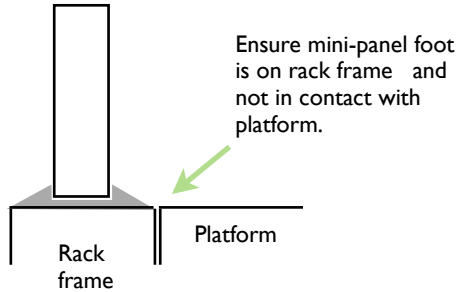 Ensure mini-panel foot
is on rack frame   and
not in contact with
platform.
Platform
Rack
frame